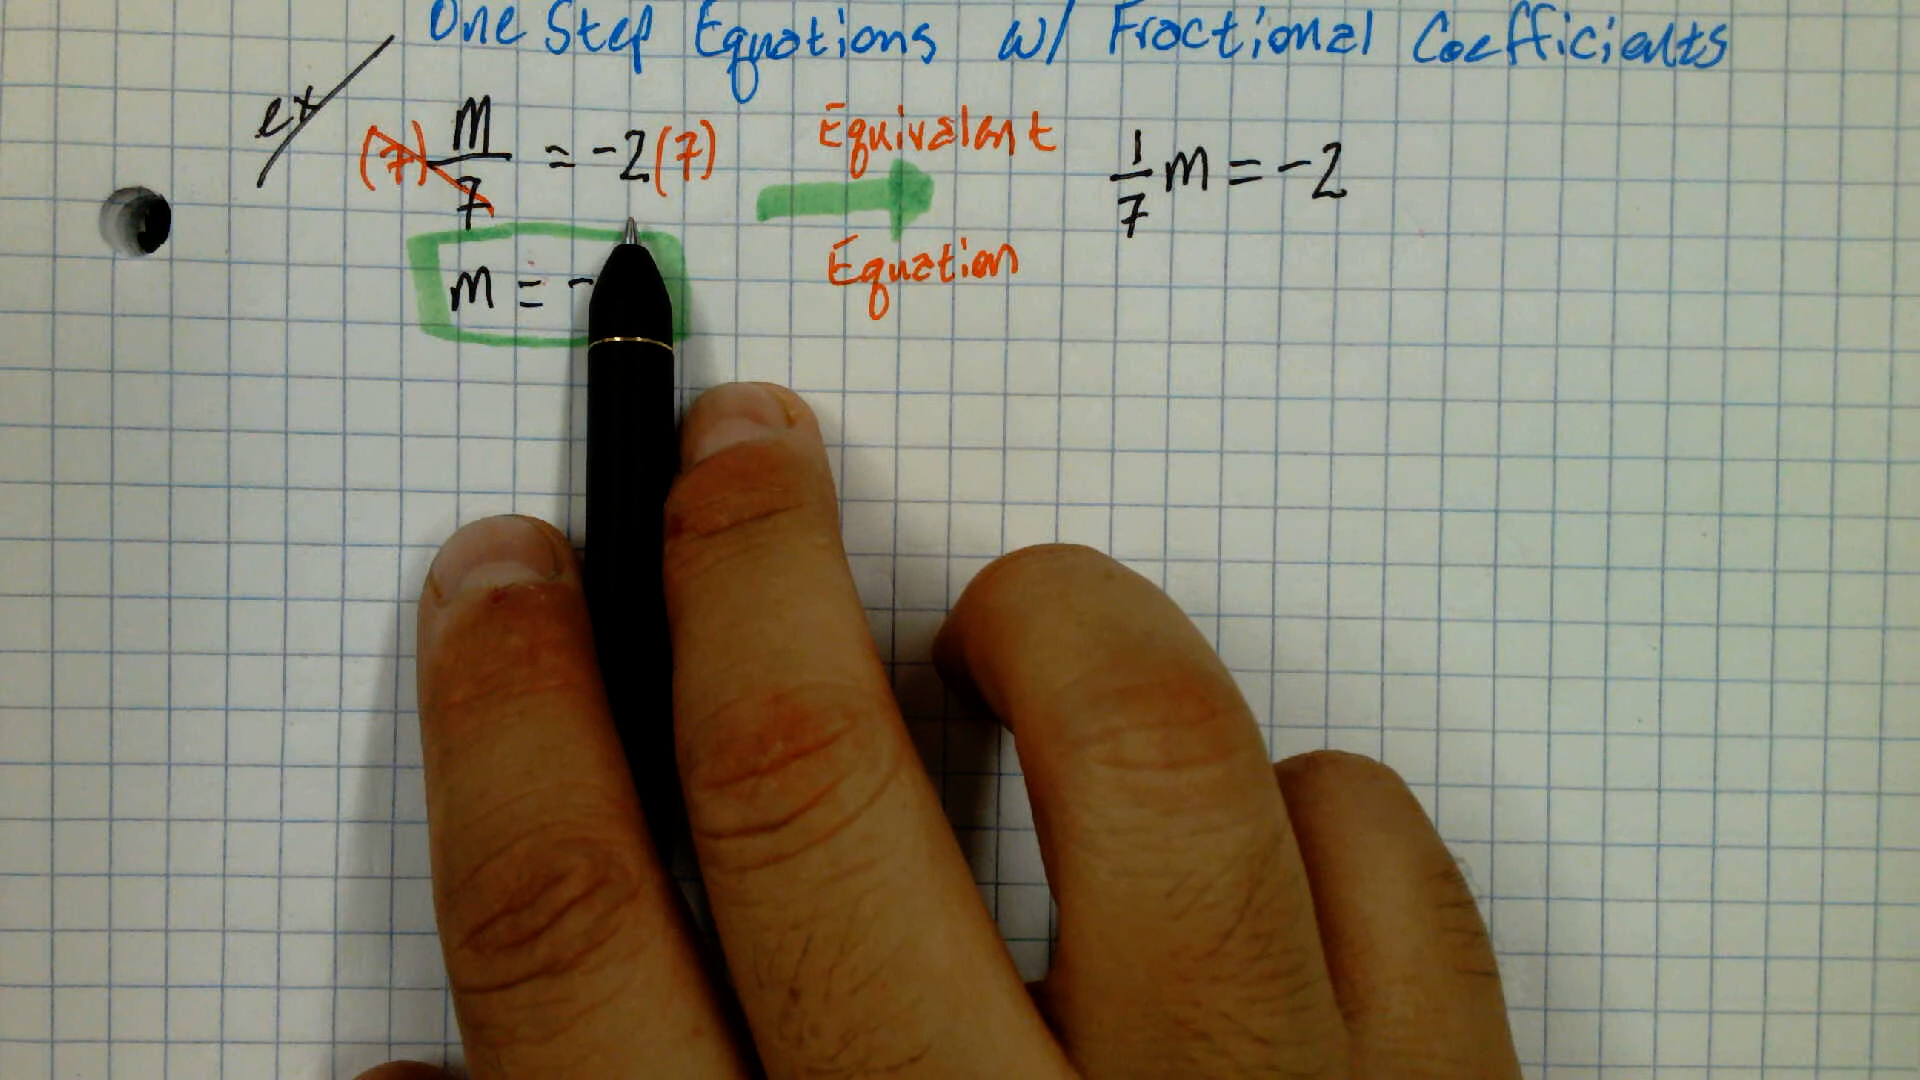 One Step Equations w/ Fractional Coefficients
ex
(7) m/7 = -2(7)
m = -
Equivalent
Equation
1/7 m = -2